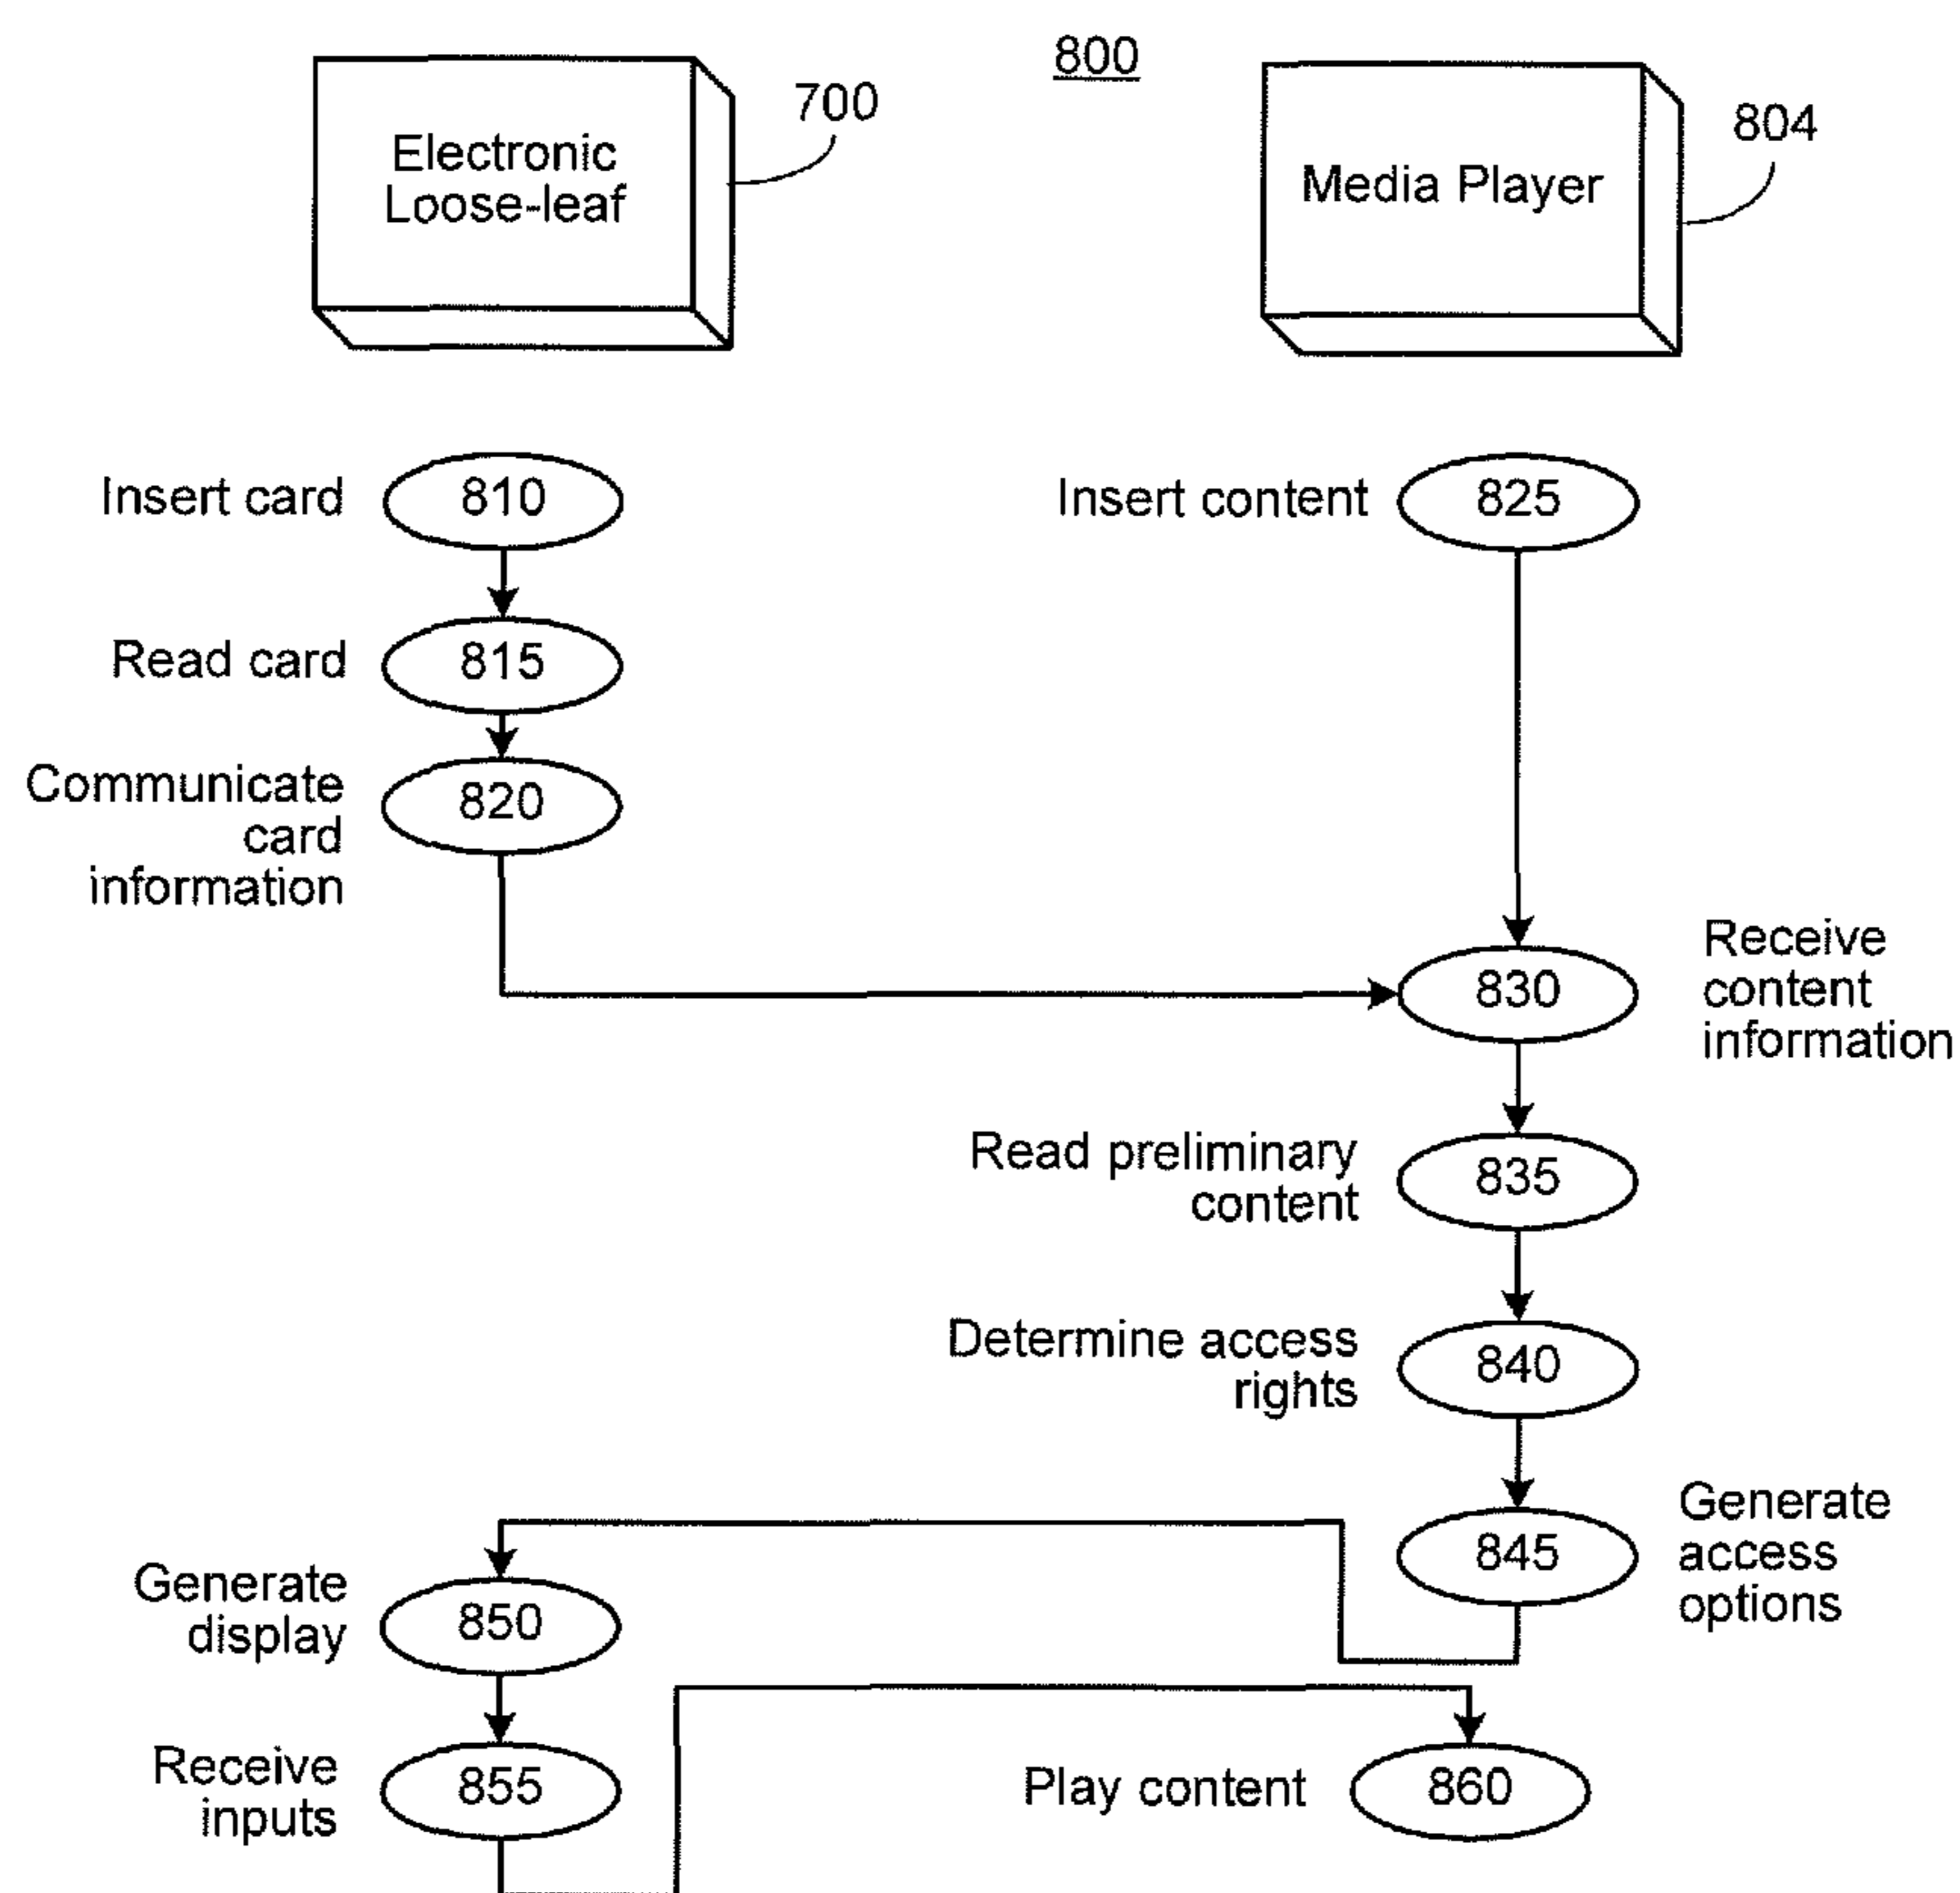 800
Electronic
Loose-leaf
700
Media Player
804
Insert card
810
Insert content
825
Read card
815
Communicate
card
information
820
Receive
content
information
830
Read preliminary
content
835
Determine access
rights
840
Generate
access
options
845
Generate
display
850
Receive
inputs
855
Play content
860